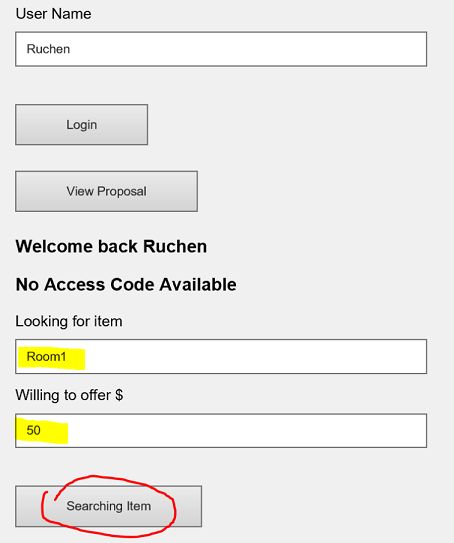 User Name
Ruchen
Login
View Proposal
Welcome back Ruchen
No Access Code Available
Looking for item
Room1
Willing to offer $
50
Searching Item